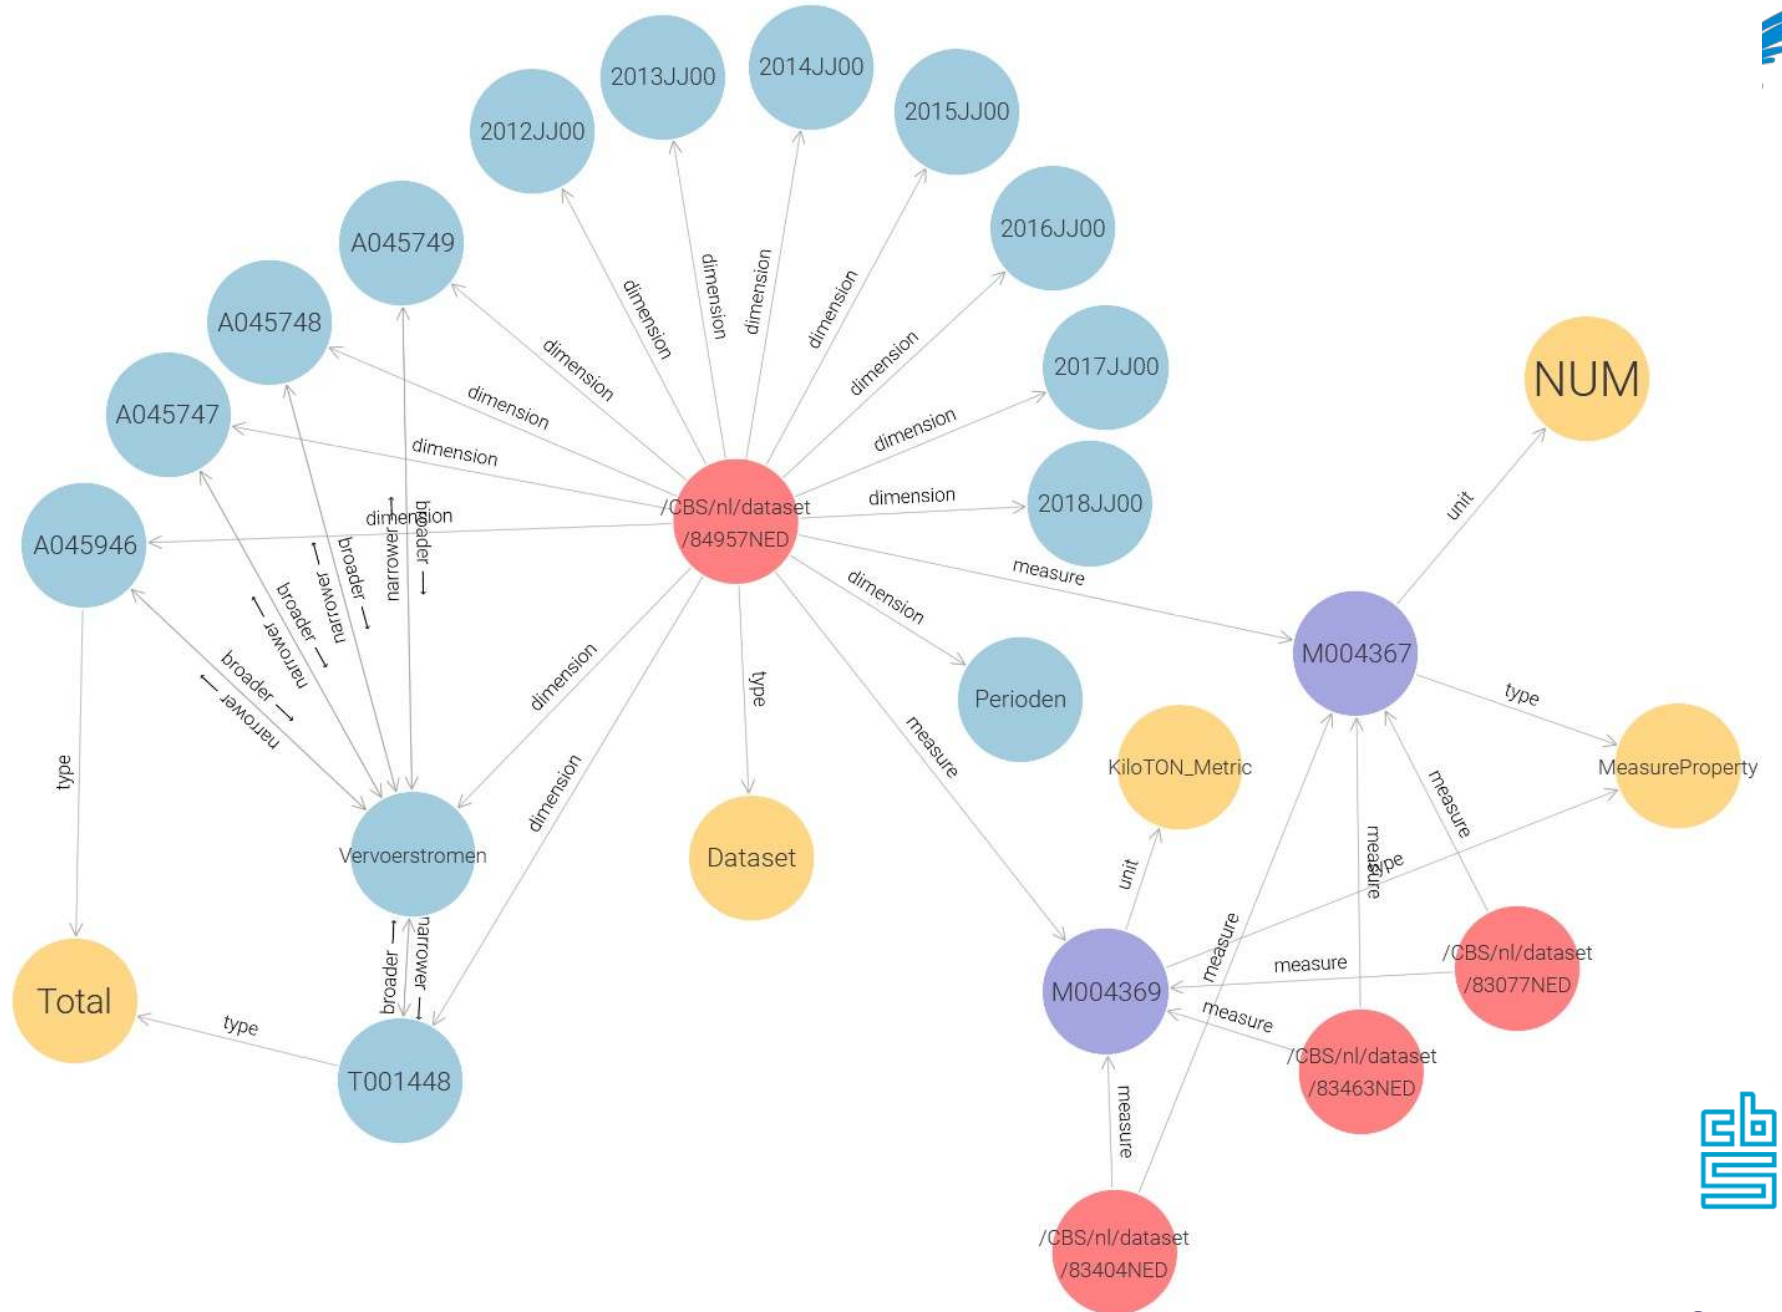 2014JJ00
2013JJ00
2015JJ00
2012JJ00
2016JJ00
A045749
A045748
2017JJ00
NUM
A045747
2018JJ00
/CBS/nl/dataset
/84957NED
A045946
dimension
dimension
dimension
dimension
dimension
dimension
dimension
dimension
dimension
dimension
dimension
dimension
dimension
dimension
unit
measure
narrower
broader
broader
narrower
broader
narrower
broader
narrower
M004367
type
Perioden
type
type
measure
KiloTON_Metric
MeasureProperty
measure
measure
type
unit
Vervoerstromen
Dataset
narrower
broader
measure
/CBS/nl/dataset
/83077NED
measure
M004369
Total
type
measure
/CBS/nl/dataset
/83463NED
T001448
measure
/CBS/nl/dataset
/83404NED
cbs